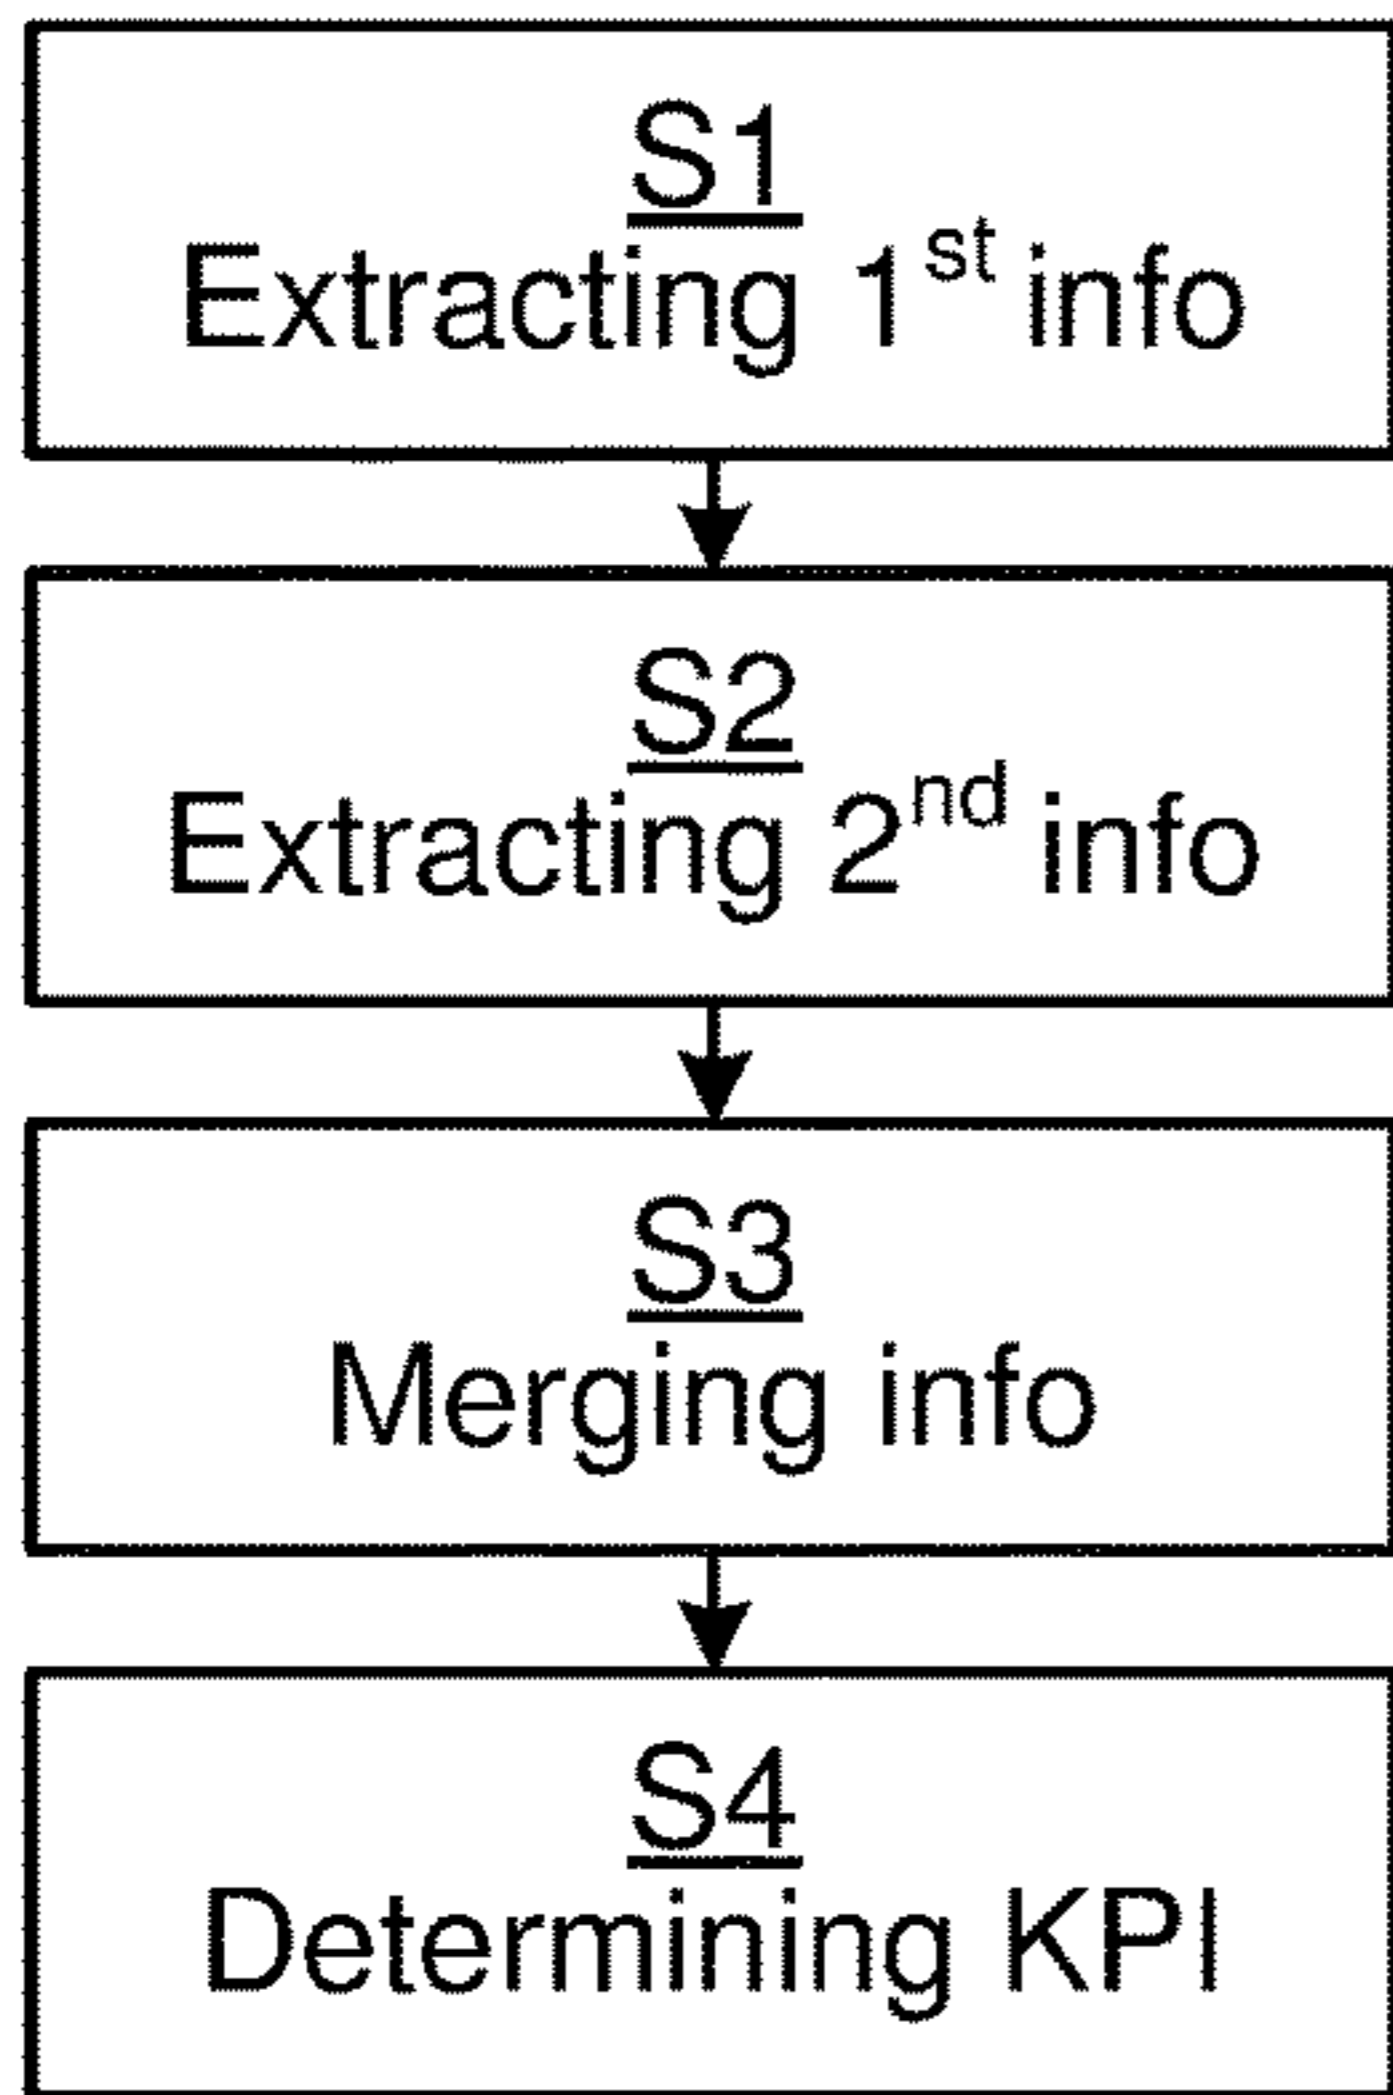 S1
Extracting 1st info
S2
Extracting 2nd info
S3
Merging info
S4
Determining KPI